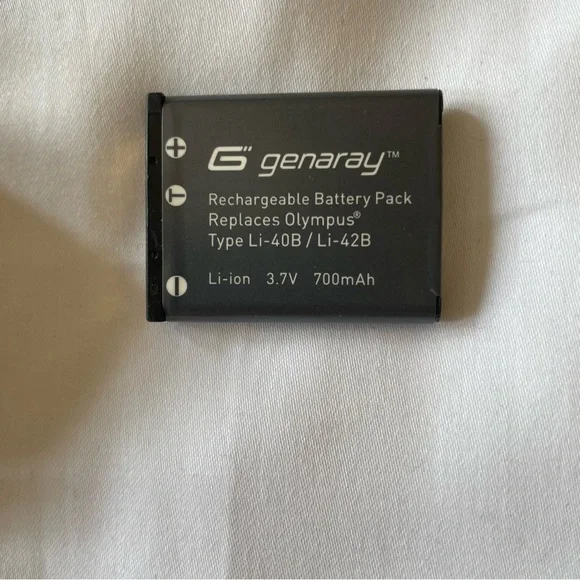 +
G genaray™
T
Rechargeable Battery Pack
Replaces Olympus®
Type Li-40B / Li-42B
−
Li-ion 3.7V 700mAh